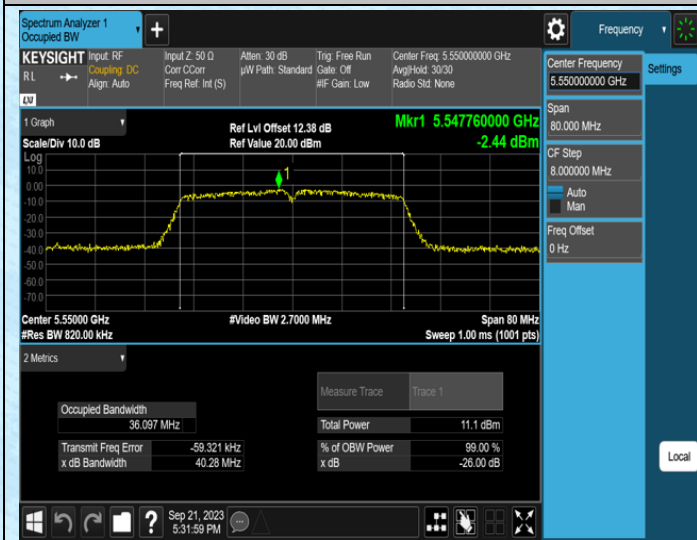 Spectrum Analyzer 1
Occupied BW
Frequency
KEYSIGHT
R L
LXI
Input: RF
Coupling: DC
Align: Auto
Input Z: 50 Ω
Corr CCorr
Freq Ref: Int (S)
Atten: 30 dB
µW Path: Standard
Trig: Free Run
Gate: Off
#IF Gain: Low
Center Freq: 5.550000000 GHz
Avg|Hold: 30/30
Radio Std: None
Center Frequency
5.550000000 GHz
Settings
Span
80.000 MHz
CF Step
8.000000 MHz
Auto
Man
Freq Offset
0 Hz
Local
1 Graph
Scale/Div 10.0 dB
Ref Lvl Offset 12.38 dB
Ref Value 20.00 dBm
Mkr1 5.547760000 GHz
-2.44 dBm
Log
10.0
0.00
-10.0
-20.0
-30.0
-40.0
-50.0
-60.0
-70.0
1
Center 5.55000 GHz
#Res BW 820.00 kHz
#Video BW 2.7000 MHz
Span 80 MHz
Sweep 1.00 ms (1001 pts)
2 Metrics
Measure Trace Trace 1
Occupied Bandwidth
36.097 MHz
Total Power 11.1 dBm
Transmit Freq Error -59.321 kHz
% of OBW Power 99.00 %
x dB Bandwidth 40.28 MHz
x dB -26.00 dB
?
Sep 21, 2023
5:31:59 PM